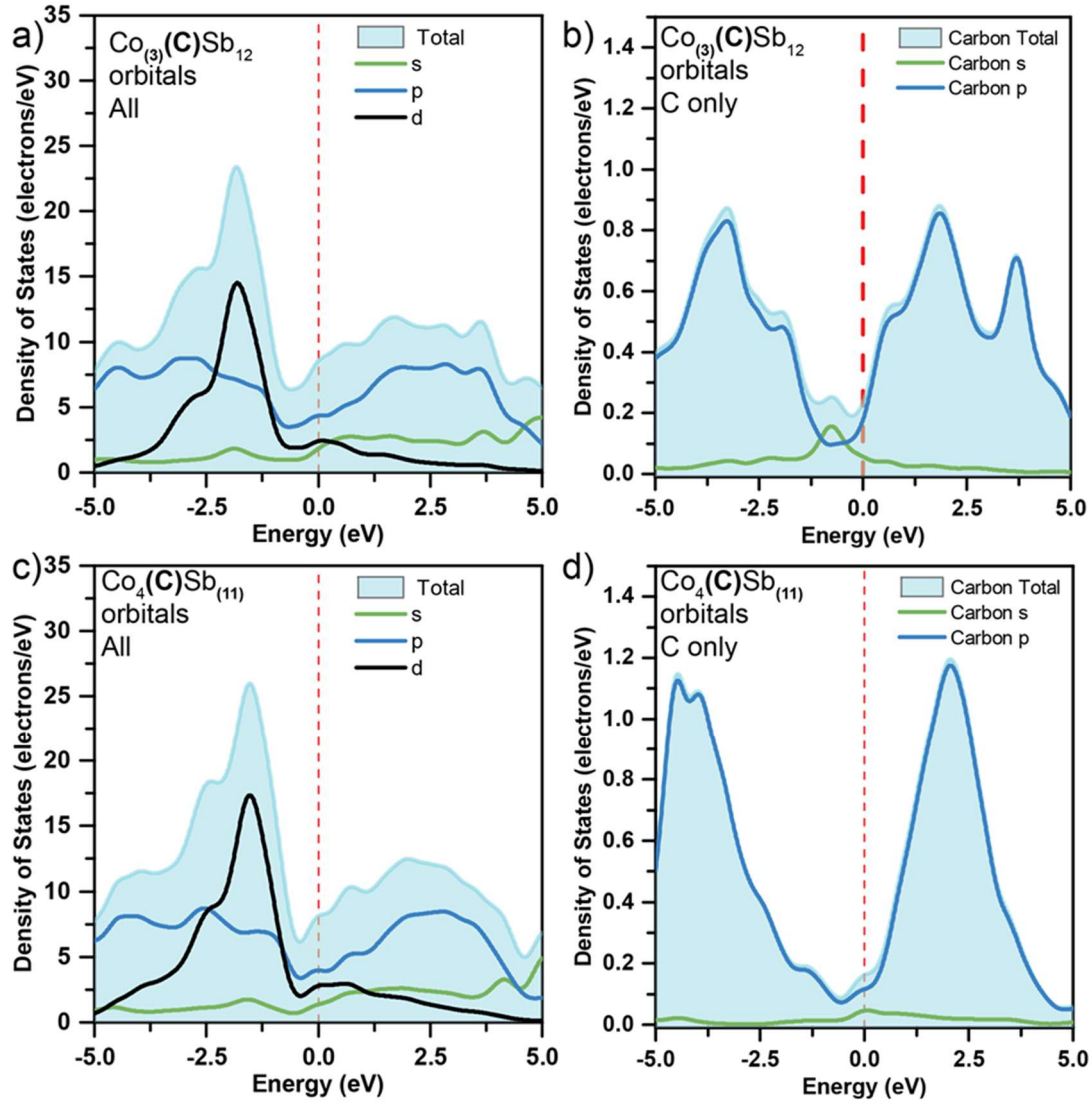 a)
Co(3)(C)Sb12
orbitals
All
Total
s
p
d
35
30
25
20
15
10
5
0
Density of States (electrons/eV)
-5.0 -2.5 0.0 2.5 5.0
Energy (eV)
b)
Co(3)(C)Sb12
orbitals
C only
Carbon Total
Carbon s
Carbon p
1.4
1.2
1.0
0.8
0.6
0.4
0.2
0.0
Density of States (electrons/eV)
-5.0 -2.5 0.0 2.5 5.0
Energy (eV)
c)
Co4(C)Sb(11)
orbitals
All
Total
s
p
d
35
30
25
20
15
10
5
0
Density of States (electrons/eV)
-5.0 -2.5 0.0 2.5 5.0
Energy (eV)
d)
Co4(C)Sb(11)
orbitals
C only
Carbon Total
Carbon s
Carbon p
1.4
1.2
1.0
0.8
0.6
0.4
0.2
0.0
Density of States (electrons/eV)
-5.0 -2.5 0.0 2.5 5.0
Energy (eV)